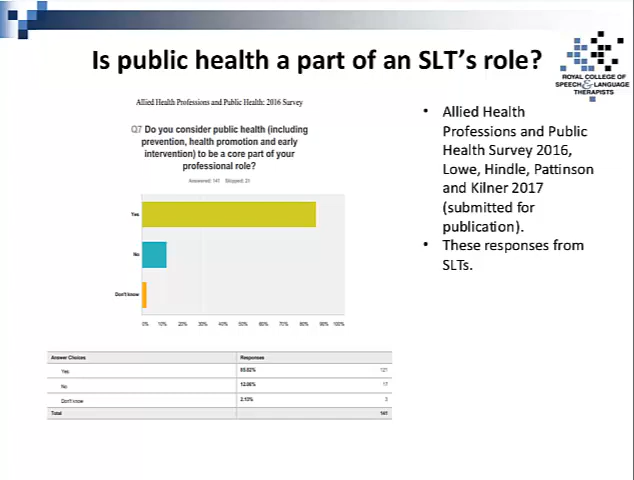 Is public health a part of an SLT's role?
ROYAL COLLEGE OF
SPEECH & LANGUAGE
THERAPISTS
Allied Health Professions and Public Health: 2016 Survey
Q7 Do you consider public health (including
prevention, health promotion and early
intervention) to be a core part of your
professional role?
Answered: 141 Skipped: 21
Yes
No
Don't know
0% 10% 20% 30% 40% 50% 60% 70% 80% 90% 100%
Answer Choices Responses
Yes 85.82% 121
No 12.06% 17
Don't know 2.13% 3
Total 141
• Allied Health
Professions and Public
Health Survey 2016,
Lowe, Hindle, Pattinson
and Kilner 2017
(submitted for
publication).
• These responses from
SLTs.